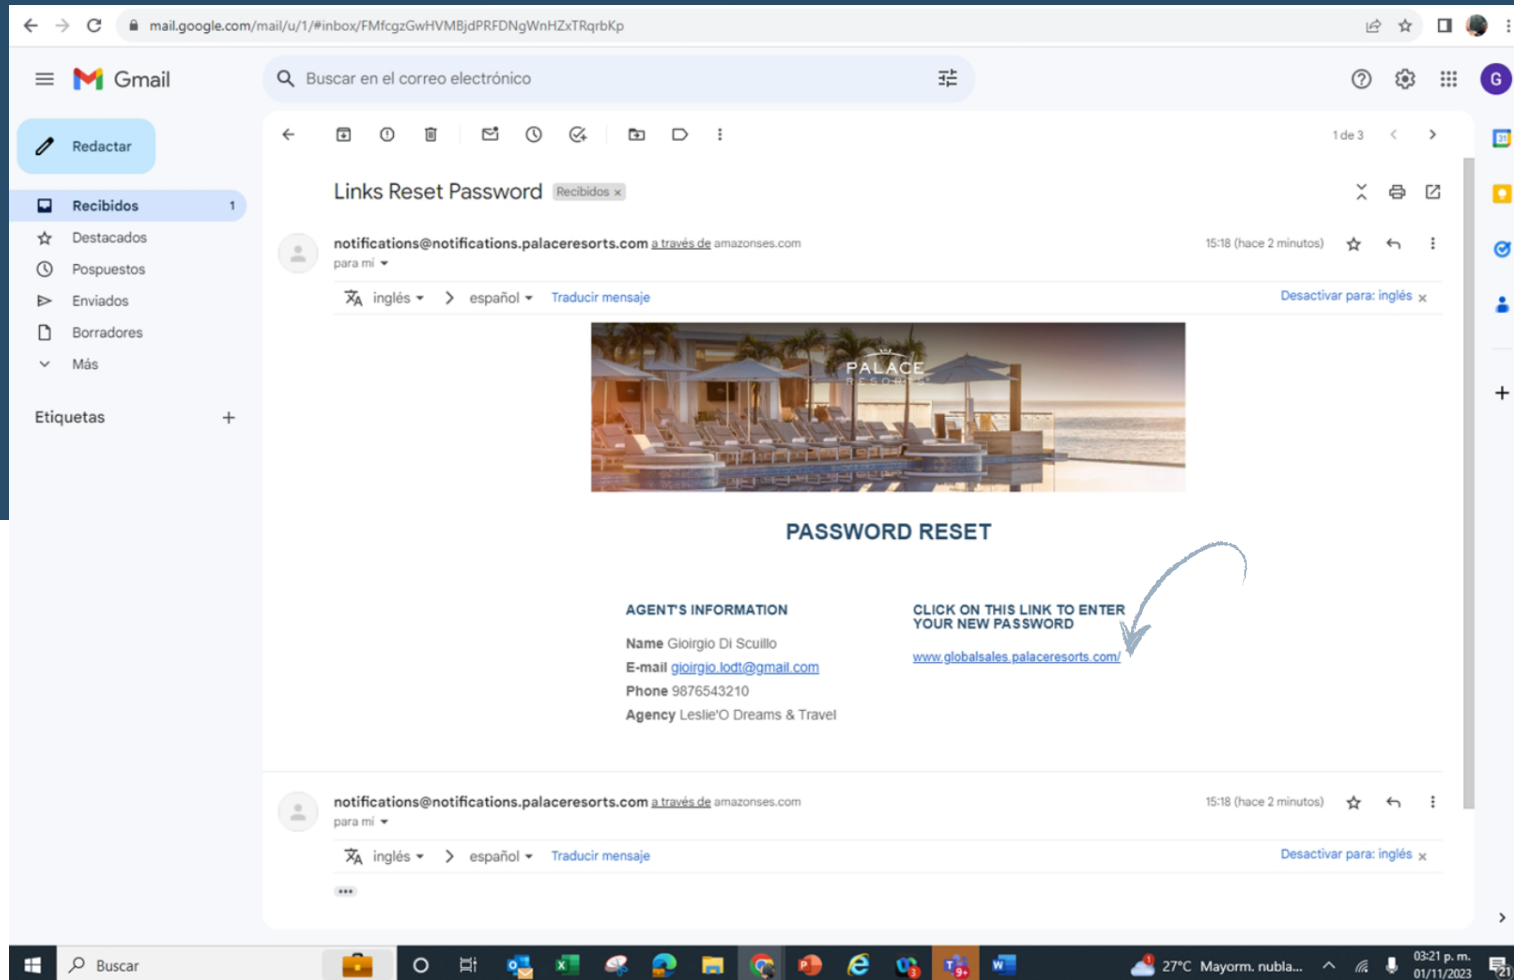 mail.google.com/mail/u/1/#inbox/FMfcgzGwHVMBjdPRFDNgWnHZxTRqrbKp
Gmail
Buscar en el correo electrónico
G
Redactar
1 de 3
31
Links Reset Password Recibidos x
Recibidos 1
Destacados
Pospuestos
Enviados
Borradores
Más
Etiquetas +
notifications@notifications.palaceresorts.com a través de amazonses.com
15:18 (hace 2 minutos)
para mí
inglés > español Traducir mensaje
Desactivar para: inglés x
PALACE
RESORTS
PASSWORD RESET
AGENT'S INFORMATION
Name Gioirgio Di Scuillo
E-mail gioirgio.lodt@gmail.com
Phone 9876543210
Agency Leslie'O Dreams & Travel
CLICK ON THIS LINK TO ENTER
YOUR NEW PASSWORD
www.globalsales.palaceresorts.com/
notifications@notifications.palaceresorts.com a través de amazonses.com
15:18 (hace 2 minutos)
para mí
inglés > español Traducir mensaje
Desactivar para: inglés x
Buscar
27°C Mayorm. nubla...
03:21 p. m.
01/11/2023
21